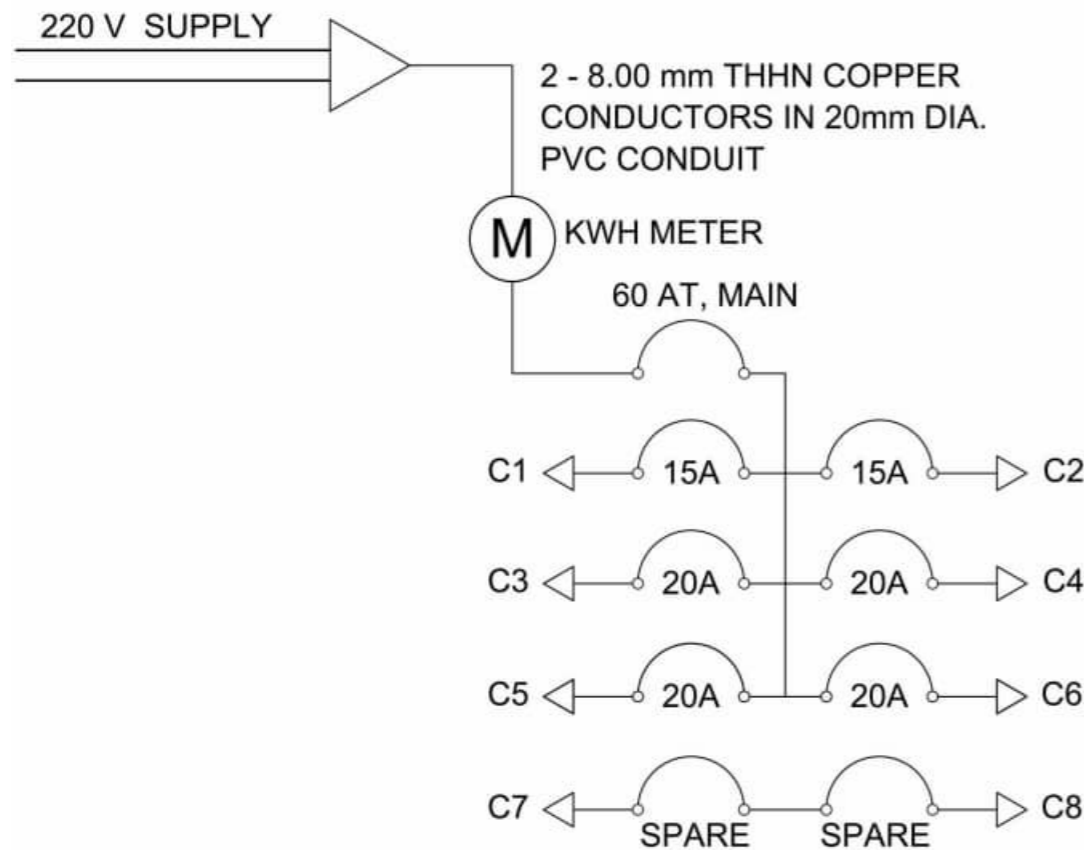 220 V SUPPLY
2 - 8.00 mm THHN COPPER
CONDUCTORS IN 20mm DIA.
PVC CONDUIT
M KWH METER
60 AT, MAIN
C1 15A 15A C2
C3 20A 20A C4
C5 20A 20A C6
C7 C8
SPARE SPARE